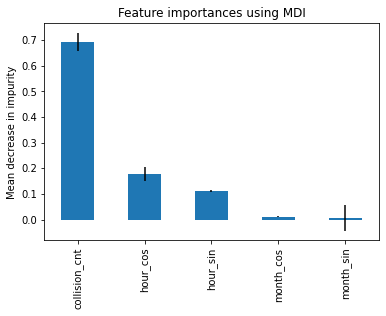 Feature importances using MDI
Mean decrease in impurity
0.7
0.6
0.5
0.4
0.3
0.2
0.1
0.0
collision_cnt
hour_cos
hour_sin
month_cos
month_sin